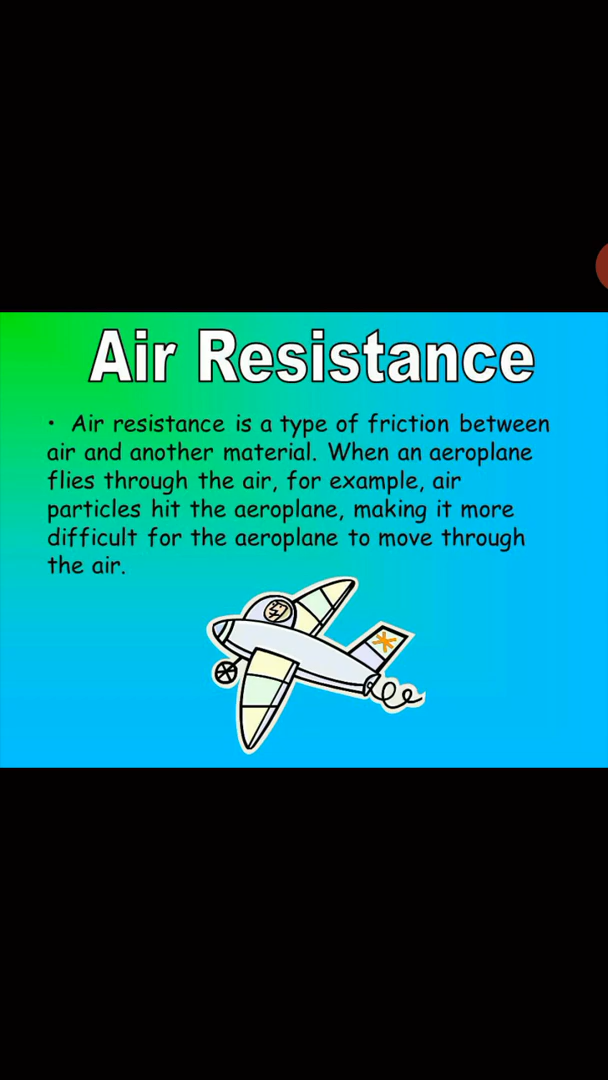 Air Resistance
• Air resistance is a type of friction between
air and another material. When an aeroplane
flies through the air, for example, air
particles hit the aeroplane, making it more
difficult for the aeroplane to move through
the air.